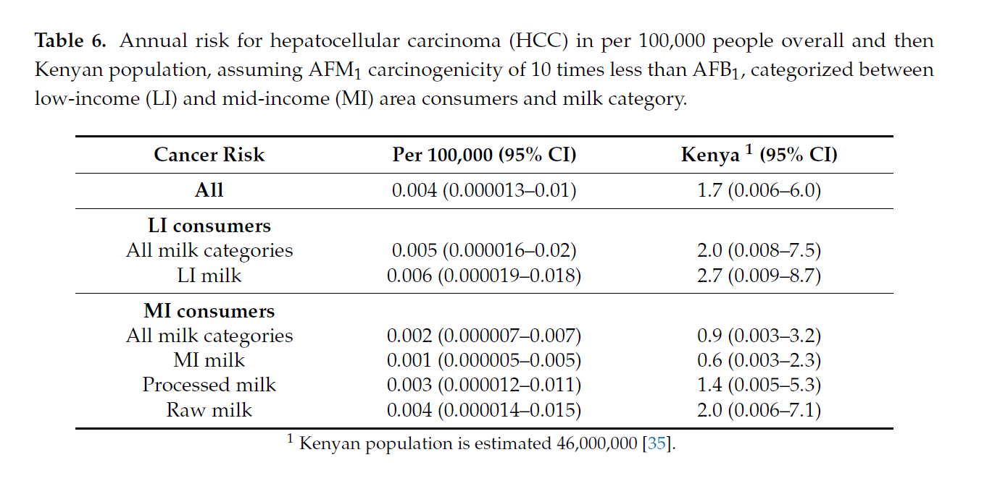 Table 6. Annual risk for hepatocellular carcinoma (HCC) in per 100,000 people overall and then
Kenyan population, assuming AFM1 carcinogenicity of 10 times less than AFB1, categorized between
low-income (LI) and mid-income (MI) area consumers and milk category.
Cancer Risk Per 100,000 (95% CI) Kenya 1 (95% CI)
All 0.004 (0.000013–0.01) 1.7 (0.006–6.0)
LI consumers
All milk categories 0.005 (0.000016–0.02) 2.0 (0.008–7.5)
LI milk 0.006 (0.000019–0.018) 2.7 (0.009–8.7)
MI consumers
All milk categories 0.002 (0.000007–0.007) 0.9 (0.003–3.2)
MI milk 0.001 (0.000005–0.005) 0.6 (0.003–2.3)
Processed milk 0.003 (0.000012–0.011) 1.4 (0.005–5.3)
Raw milk 0.004 (0.000014–0.015) 2.0 (0.006–7.1)
1 Kenyan population is estimated 46,000,000 [35].